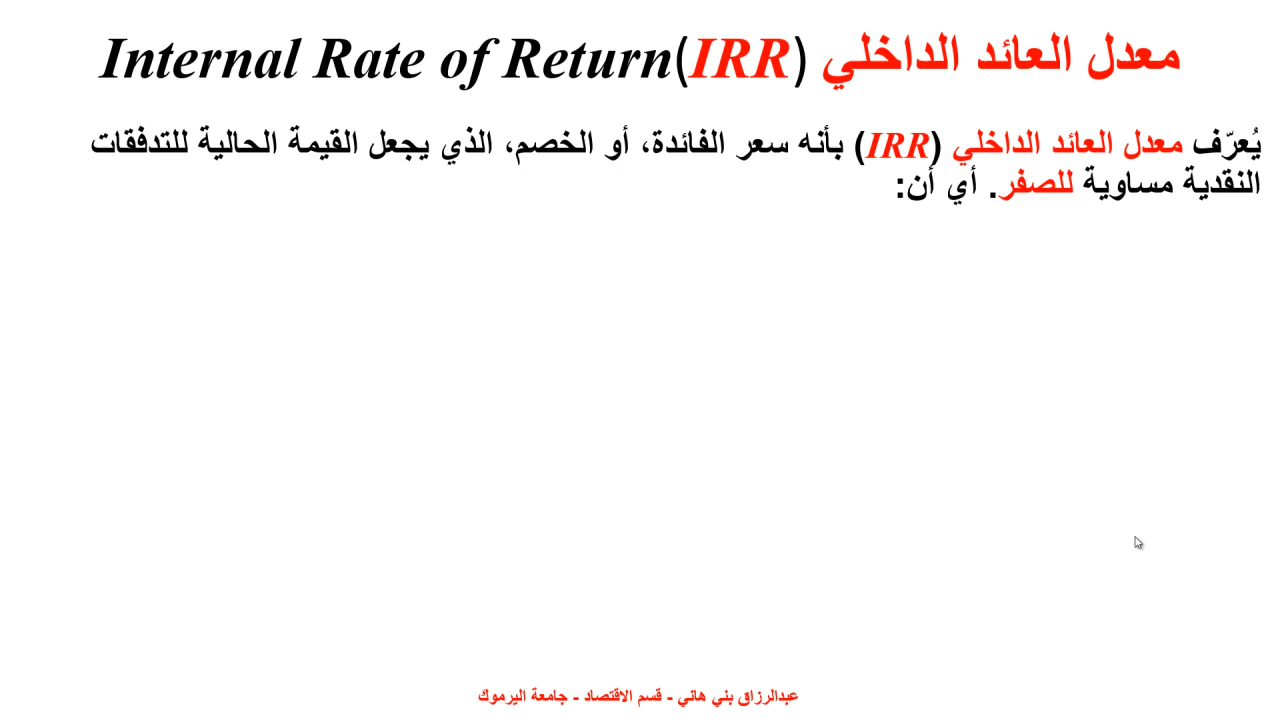 معدل العائد الداخلي (IRR) Internal Rate of Return
يُعرّف معدل العائد الداخلي (IRR) بأنه سعر الفائدة، أو الخصم، الذي يجعل القيمة الحالية للتدفقات
النقدية مساوية للصفر. أي أن:
عبدالرزاق بني هاني - قسم الاقتصاد - جامعة اليرموك